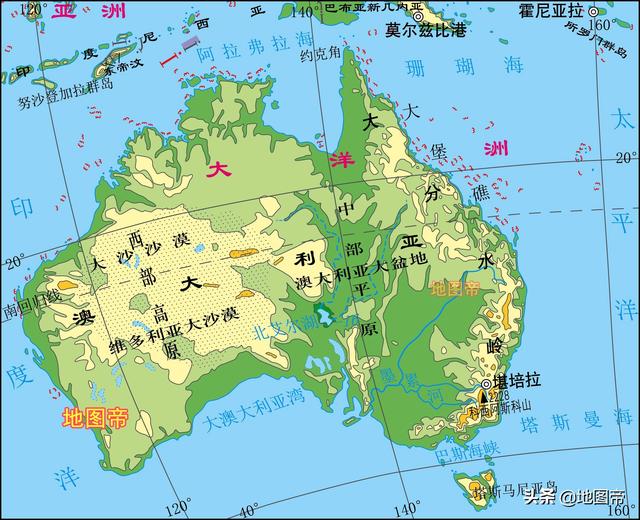 120°
亚洲
印度尼西亚
140°
巴布亚新几内亚
莫尔兹比港
霍尼亚拉
160°
所罗门群岛
东帝汶
努沙登加拉群岛
阿拉弗拉海
约克角
珊瑚海
大洋洲
大堡礁
20°
太平洋
印度洋
20°
南回归线
大沙沙漠
西部高原
维多利亚大沙漠
澳大利亚
中部平原
澳大利亚大盆地
大分水岭
地图帝
北艾尔湖
墨累河
堪培拉
2228
科西阿斯科山
地图帝
大澳大利亚湾
塔斯曼海
巴斯海峡
塔斯马尼亚岛
120°
40°
140°
160°
头条 @地图帝